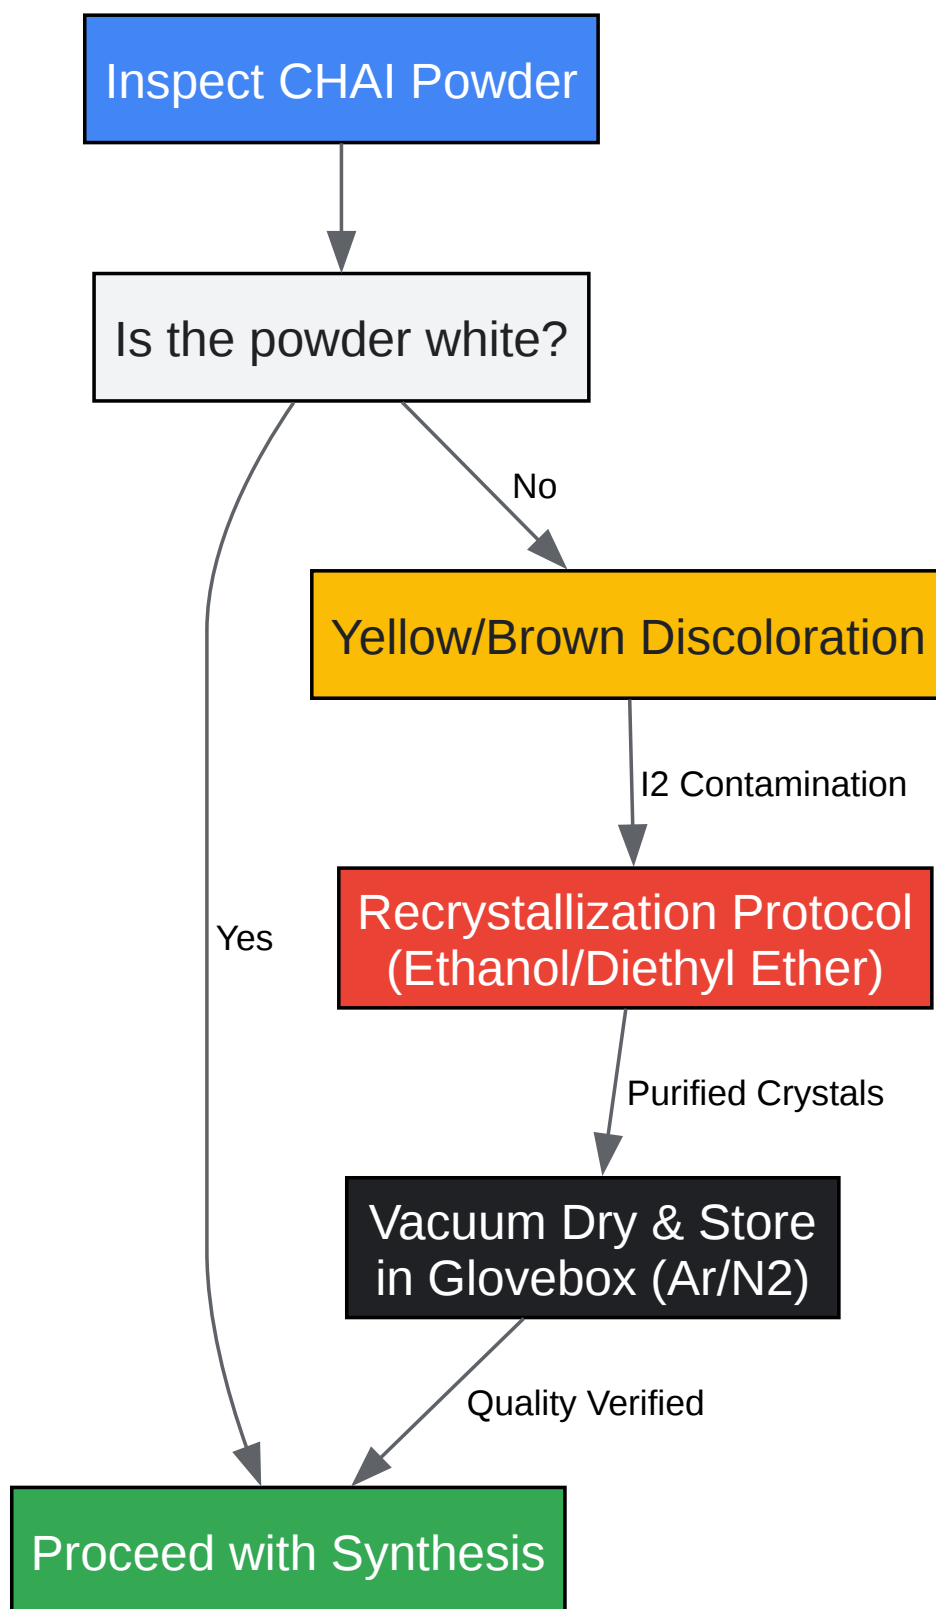 Inspect CHAI Powder
Is the powder white?
No
Yellow/Brown Discoloration
I2 Contamination
Recrystallization Protocol
(Ethanol/Diethyl Ether)
Yes
Purified Crystals
Vacuum Dry & Store
in Glovebox (Ar/N2)
Quality Verified
Proceed with Synthesis